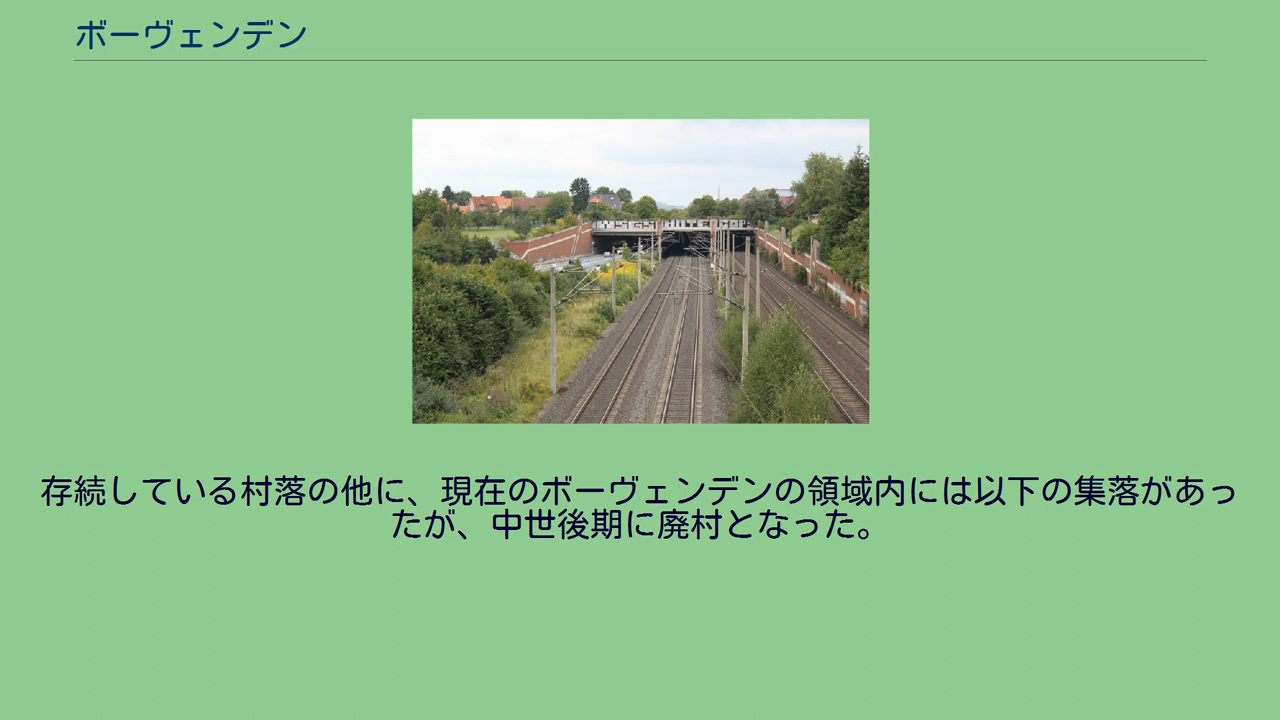 ボーヴェンデン
存続している村落の他に、現在のボーヴェンデンの領域内には以下の集落があっ
たが、中世後期に廃村となった。